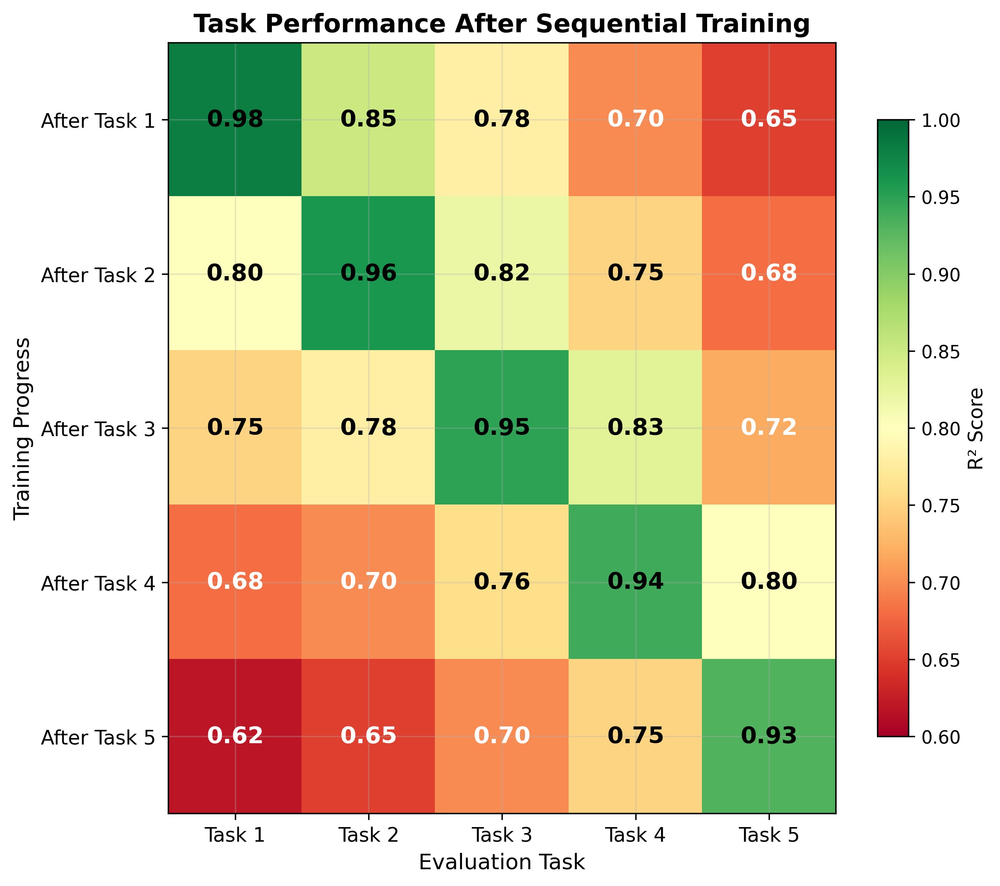 Task Performance After Sequential Training
After Task 1 0.98 0.85 0.78 0.70 0.65
After Task 2 0.80 0.96 0.82 0.75 0.68
After Task 3 0.75 0.78 0.95 0.83 0.72
After Task 4 0.68 0.70 0.76 0.94 0.80
After Task 5 0.62 0.65 0.70 0.75 0.93
Task 1 Task 2 Task 3 Task 4 Task 5
Evaluation Task
Training Progress
1.00
0.95
0.90
0.85
0.80
0.75
0.70
0.65
0.60
R² Score